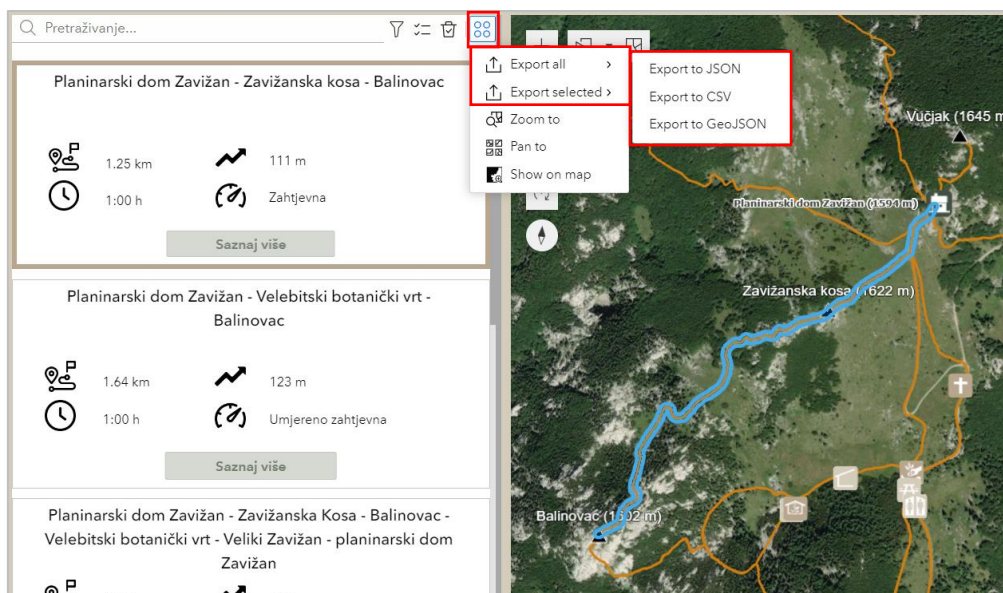 Pretraživanje...
Planinarski dom Zavižan - Zavižanska kosa - Balinovac
1.25 km
111 m
1:00 h
Zahtjevna
Saznaj više
Planinarski dom Zavižan - Velebitski botanički vrt -
Balinovac
1.64 km
123 m
1:00 h
Umjereno zahtjevna
Saznaj više
Planinarski dom Zavižan - Zavižanska Kosa - Balinovac -
Velebitski botanički vrt - Veliki Zavižan - planinarski dom
Zavižan
Export all
Export selected
Zoom to
Pan to
Show on map
Export to JSON
Export to CSV
Export to GeoJSON
Vučjak (1645 m
Planinarski dom Zavižan (1594 m)
Zavižanska kosa (1622 m)
Balinovac (1602 m)